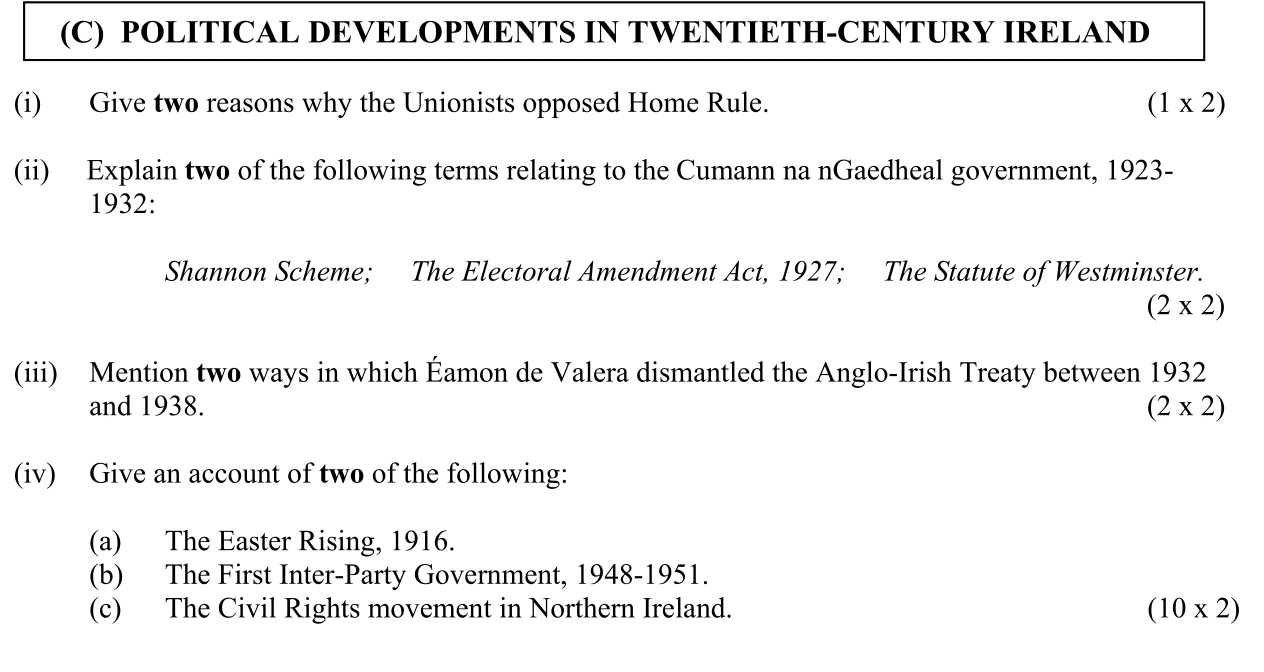 (C) POLITICAL DEVELOPMENTS IN TWENTIETH-CENTURY IRELAND
(i) Give two reasons why the Unionists opposed Home Rule. (1 x 2)
(ii) Explain two of the following terms relating to the Cumann na nGaedheal government, 1923-
1932:
Shannon Scheme; The Electoral Amendment Act, 1927; The Statute of Westminster.
(2 x 2)
(iii) Mention two ways in which Éamon de Valera dismantled the Anglo-Irish Treaty between 1932
and 1938. (2 x 2)
(iv) Give an account of two of the following:
(a) The Easter Rising, 1916.
(b) The First Inter-Party Government, 1948-1951.
(c) The Civil Rights movement in Northern Ireland. (10 x 2)